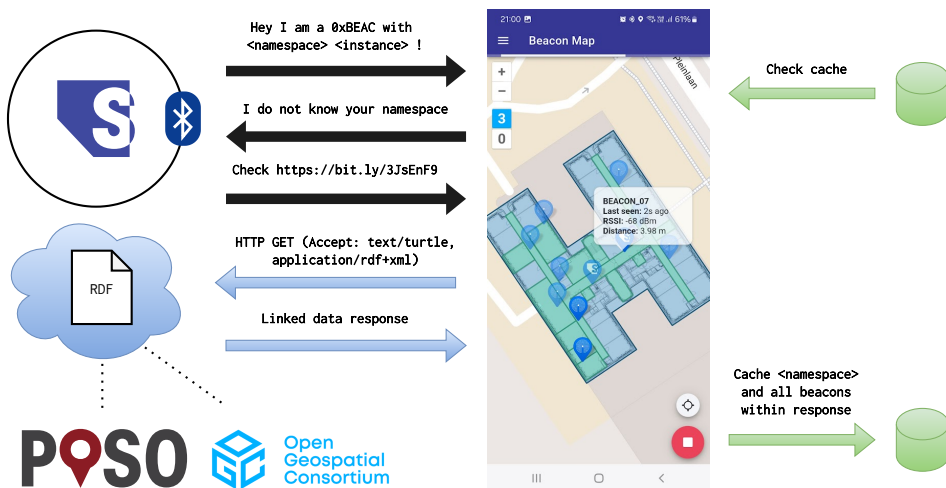 Hey I am a 0xBEAC with
<namespace> <instance> !
I do not know your namespace
Check https://bit.ly/3JsEnF9
HTTP GET (Accept: text/turtle,
application/rdf+xml)
Linked data response
S
RDF
POSO
OGC
Open
Geospatial
Consortium
21:00
61%
Beacon Map
+
−
3
0
Pleinlaan
BEACON_07
Last seen: 2s ago
RSSI: -68 dBm
Distance: 3.98 m
Check cache
Cache <namespace>
and all beacons
within response